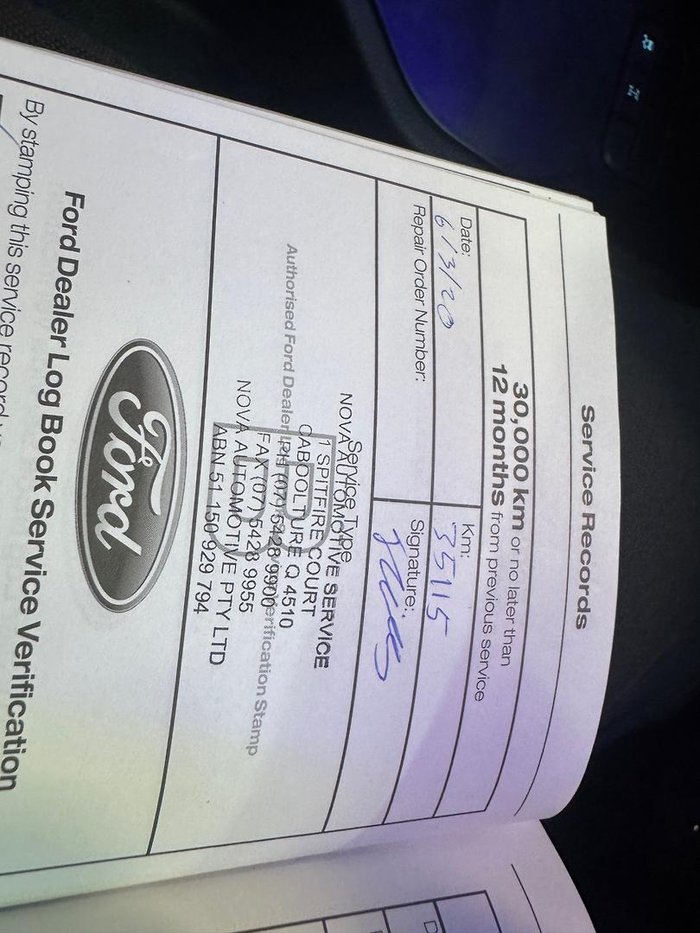 Service Records
30,000 km or no later than
12 months from previous service
Date: 6/3/20
Km: 35115
Repair Order Number:
Signature:
Service Type
B
NOVA AUTOMOTIVE SERVICE
SPITFIRE COURT
CABOOLTURE Q 4510
PH (07) 5428 9900
FAX (07) 5428 9955
NOVA AUTOMOTIVE PTY LTD
ABN 51 150 929 794
Authorised Ford Dealer Verification Stamp
Ford
Ford Dealer Log Book Service Verification
By stamping this service record